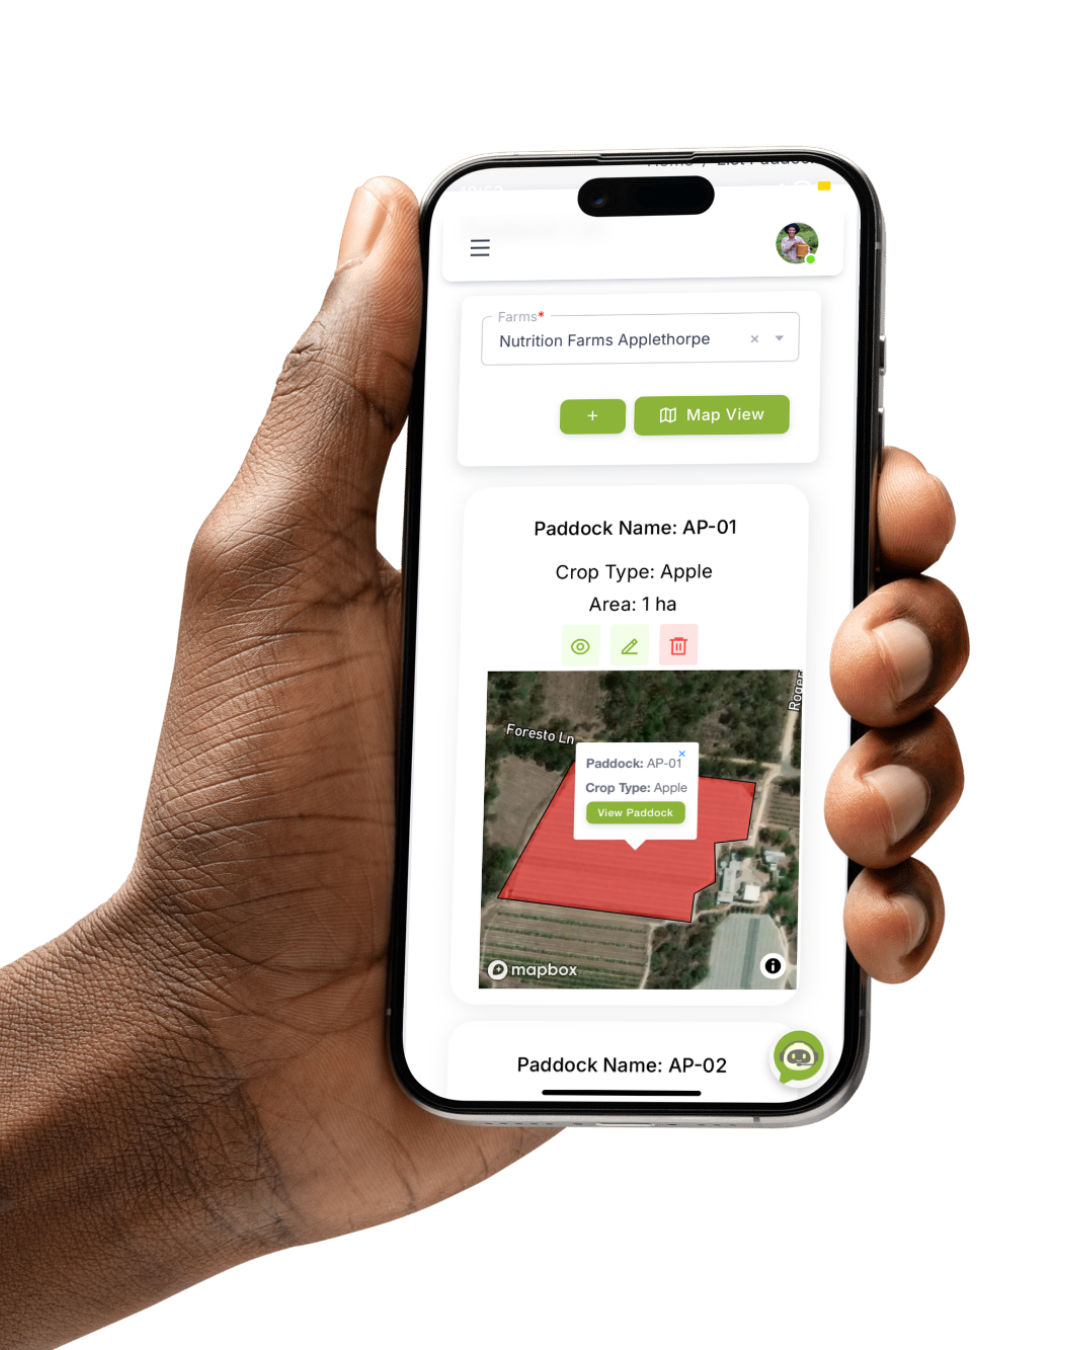 Farms*
Nutrition Farms Applethorpe
+ Map View
Paddock Name: AP-01
Crop Type: Apple
Area: 1 ha
Foresto Ln
Paddock: AP-01
Crop Type: Apple
View Paddock
mapbox
Paddock Name: AP-02